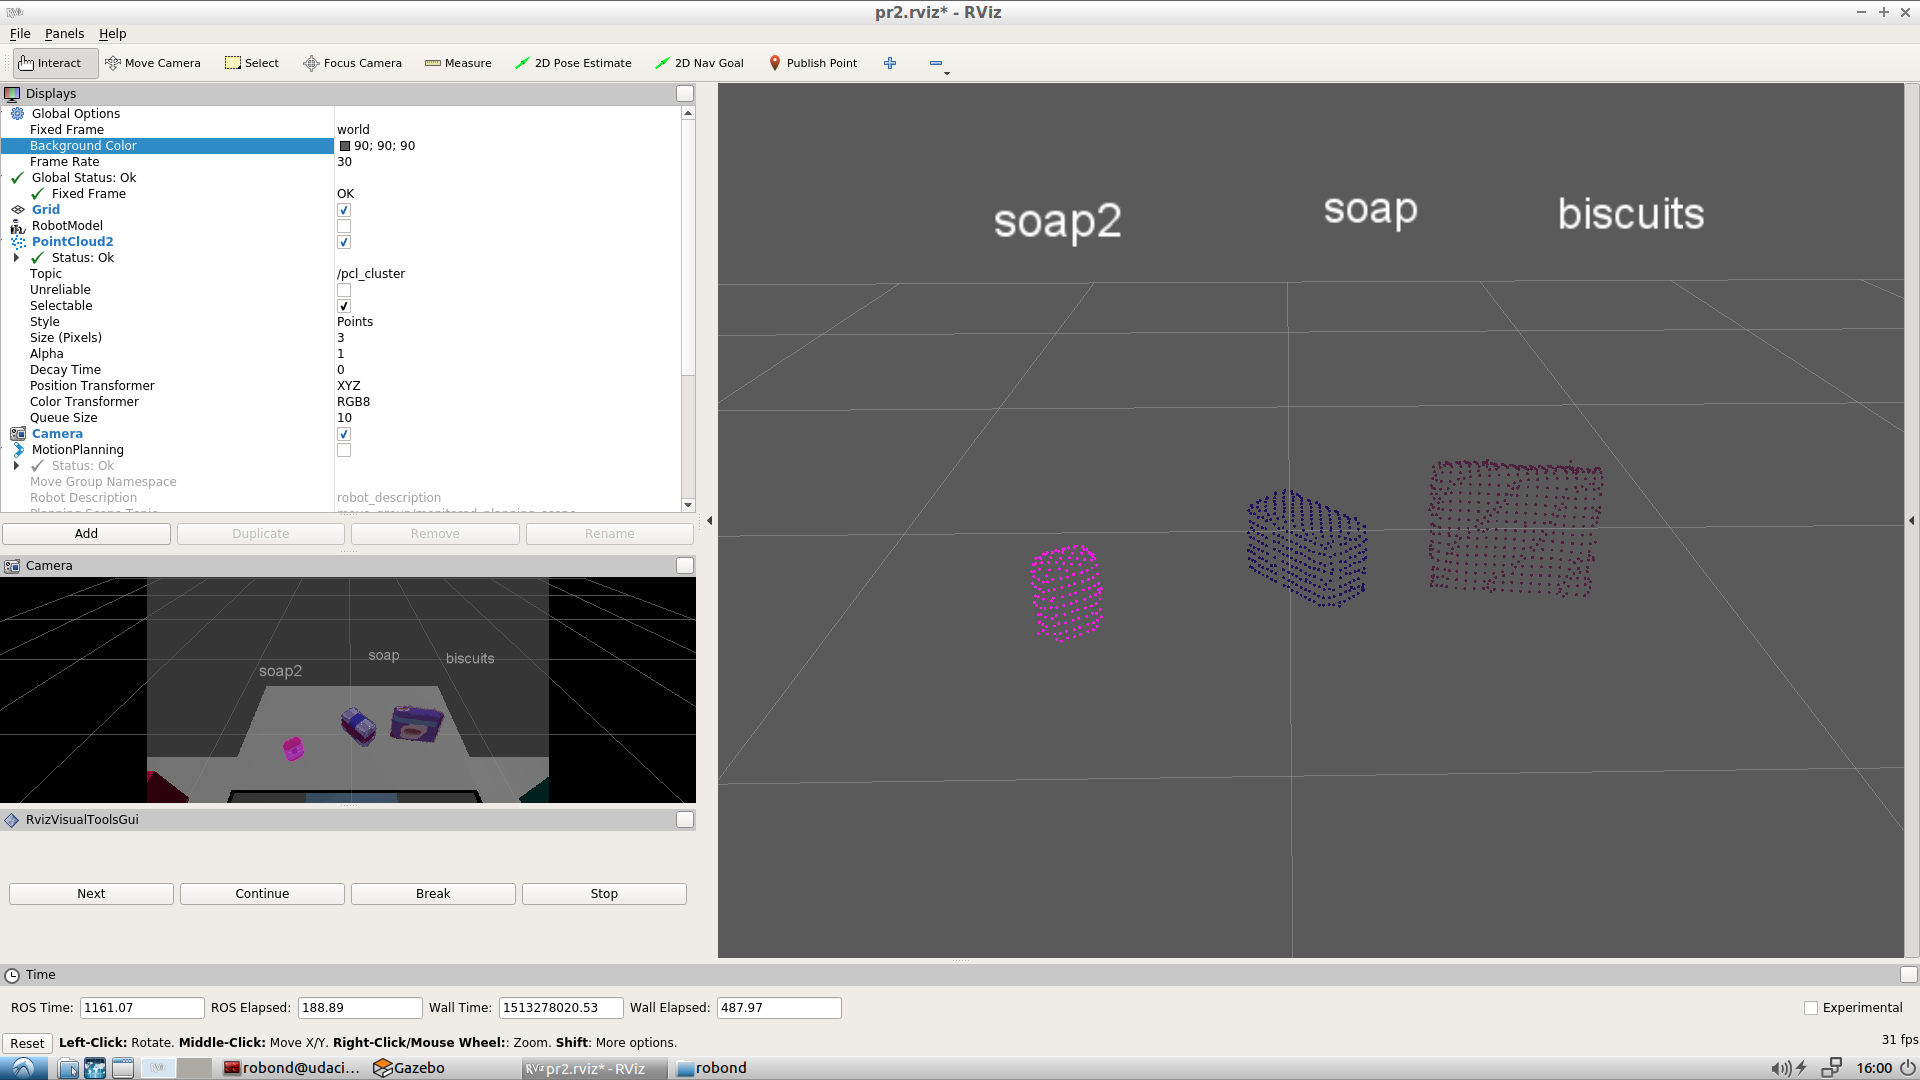 RViz pr2.rviz* - RViz
File Panels Help
Interact Move Camera Select Focus Camera Measure 2D Pose Estimate 2D Nav Goal Publish Point
Displays
Global Options
Fixed Frame world
Background Color 90; 90; 90
Frame Rate 30
Global Status: Ok
Fixed Frame OK
Grid
RobotModel
PointCloud2
Status: Ok
Topic /pcl_cluster
Unreliable
Selectable
Style Points
Size (Pixels) 3
Alpha 1
Decay Time 0
Position Transformer XYZ
Color Transformer RGB8
Queue Size 10
Camera
MotionPlanning
Status: Ok
Move Group Namespace
Robot Description robot_description
Add Duplicate Remove Rename
Camera
soap2 soap biscuits
RvizVisualToolsGui
Next Continue Break Stop
soap2 soap biscuits
Time
ROS Time: 1161.07 ROS Elapsed: 188.89 Wall Time: 1513278020.53 Wall Elapsed: 487.97 Experimental
Reset Left-Click: Rotate. Middle-Click: Move X/Y. Right-Click/Mouse Wheel:: Zoom. Shift: More options. 31 fps
robond@udaci... Gazebo RViz pr2.rviz* - RViz robond 16:00